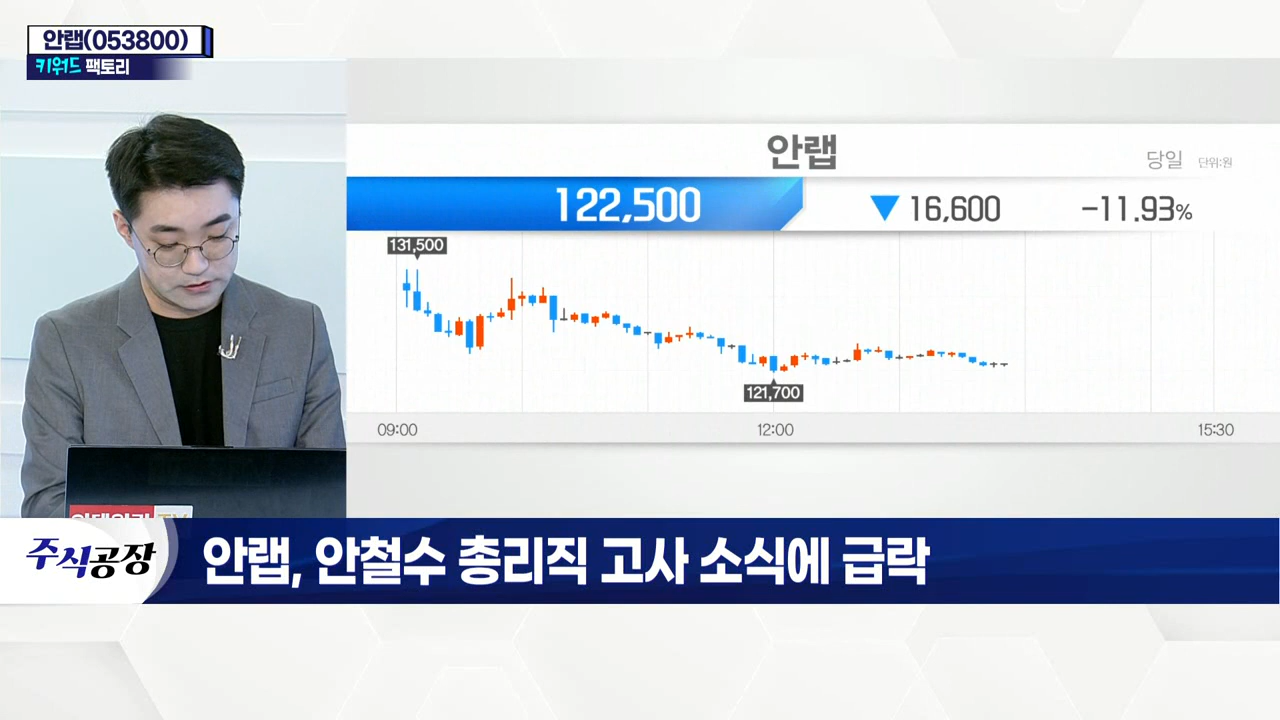 안랩(053800)
키워드 팩토리
안랩
당일 단위:원
122,500 ▼16,600 -11.93%
131,500
121,700
09:00 12:00 15:30
주식공장
안랩, 안철수 총리직 고사 소식에 급락